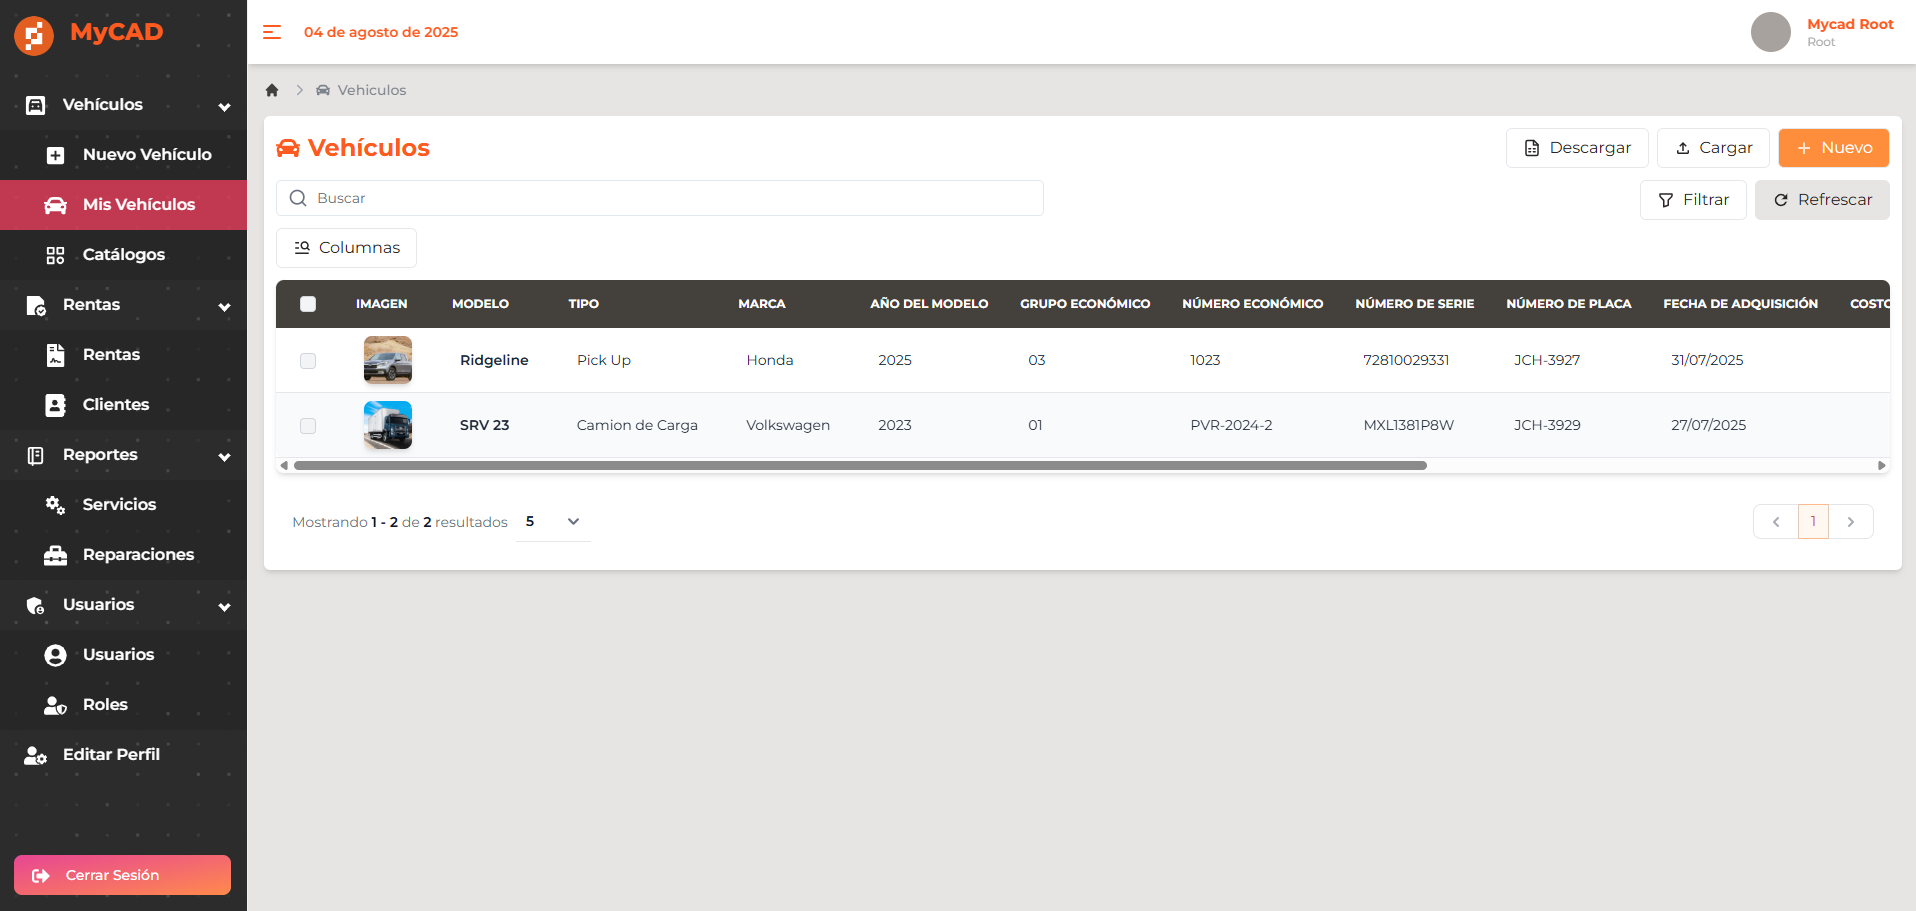 MyCAD
04 de agosto de 2025
Mycad Root
Root
Vehículos
Nuevo Vehículo
Mis Vehículos
Catálogos
Rentas
Rentas
Clientes
Reportes
Servicios
Reparaciones
Usuarios
Usuarios
Roles
Editar Perfil
Cerrar Sesión
Vehiculos
Vehículos
Descargar
Cargar
Nuevo
Buscar
Filtrar
Refrescar
Columnas
IMAGEN MODELO TIPO MARCA AÑO DEL MODELO GRUPO ECONÓMICO NÚMERO ECONÓMICO NÚMERO DE SERIE NÚMERO DE PLACA FECHA DE ADQUISICIÓN COSTO
Ridgeline Pick Up Honda 2025 03 1023 72810029331 JCH-3927 31/07/2025
SRV 23 Camion de Carga Volkswagen 2023 01 PVR-2024-2 MXL1381P8W JCH-3929 27/07/2025
Mostrando 1 - 2 de 2 resultados 5
1